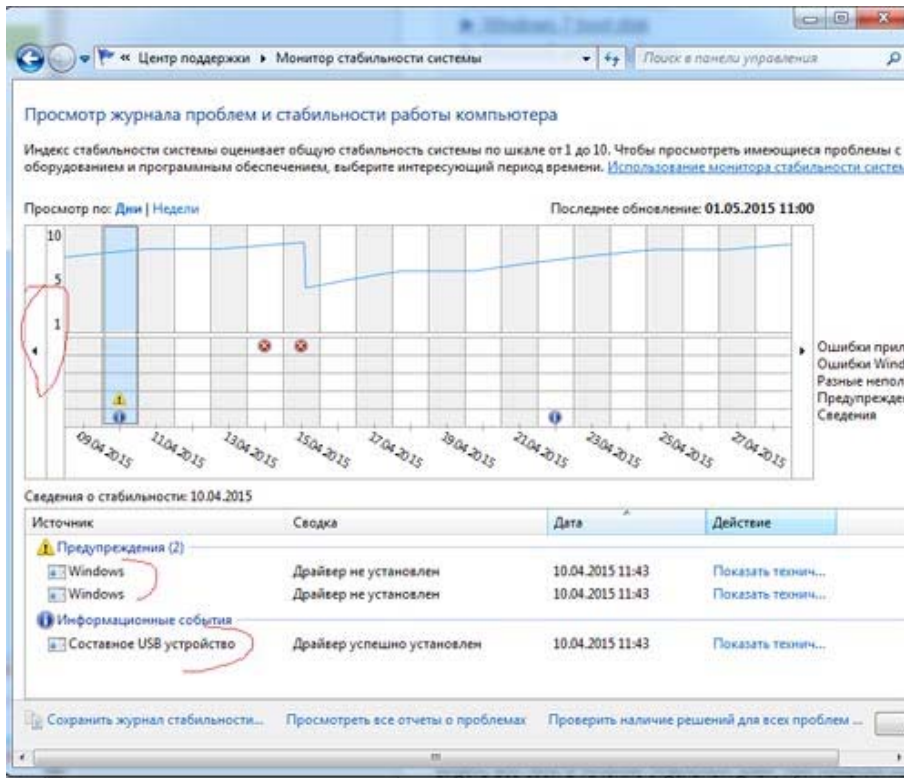 Windows 7 boot disk
« Центр поддержки ▸ Монитор стабильности системы
Поиск в панели управления
Просмотр журнала проблем и стабильности работы компьютера
Индекс стабильности системы оценивает общую стабильность системы по шкале от 1 до 10. Чтобы просмотреть имеющиеся проблемы с
оборудованием и программным обеспечением, выберите интересующий период времени. Использование монитора стабильности систем
Просмотр по: Дни | Недели
Последнее обновление: 01.05.2015 11:00
10
5
1
Ошибки прил
Ошибки Wind
Разные непол
Предупрежден
Сведения
09.04.2015 11.04.2015 13.04.2015 15.04.2015 17.04.2015 19.04.2015 21.04.2015 23.04.2015 25.04.2015 27.04.2015
Сведения о стабильности: 10.04.2015
Источник Сводка Дата Действие
Предупреждения (2)
Windows Драйвер не установлен 10.04.2015 11:43 Показать технич...
Windows Драйвер не установлен 10.04.2015 11:43 Показать технич...
Информационные события
Составное USB устройство Драйвер успешно установлен 10.04.2015 11:43 Показать технич...
Сохранить журнал стабильности... Просмотреть все отчеты о проблемах Проверить наличие решений для всех проблем ...